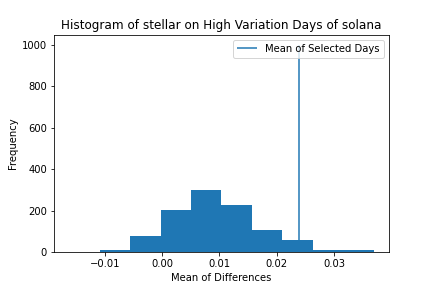 Histogram of stellar on High Variation Days of solana
Mean of Selected Days
1000
800
600
400
200
0
Frequency
−0.01 0.00 0.01 0.02 0.03
Mean of Differences